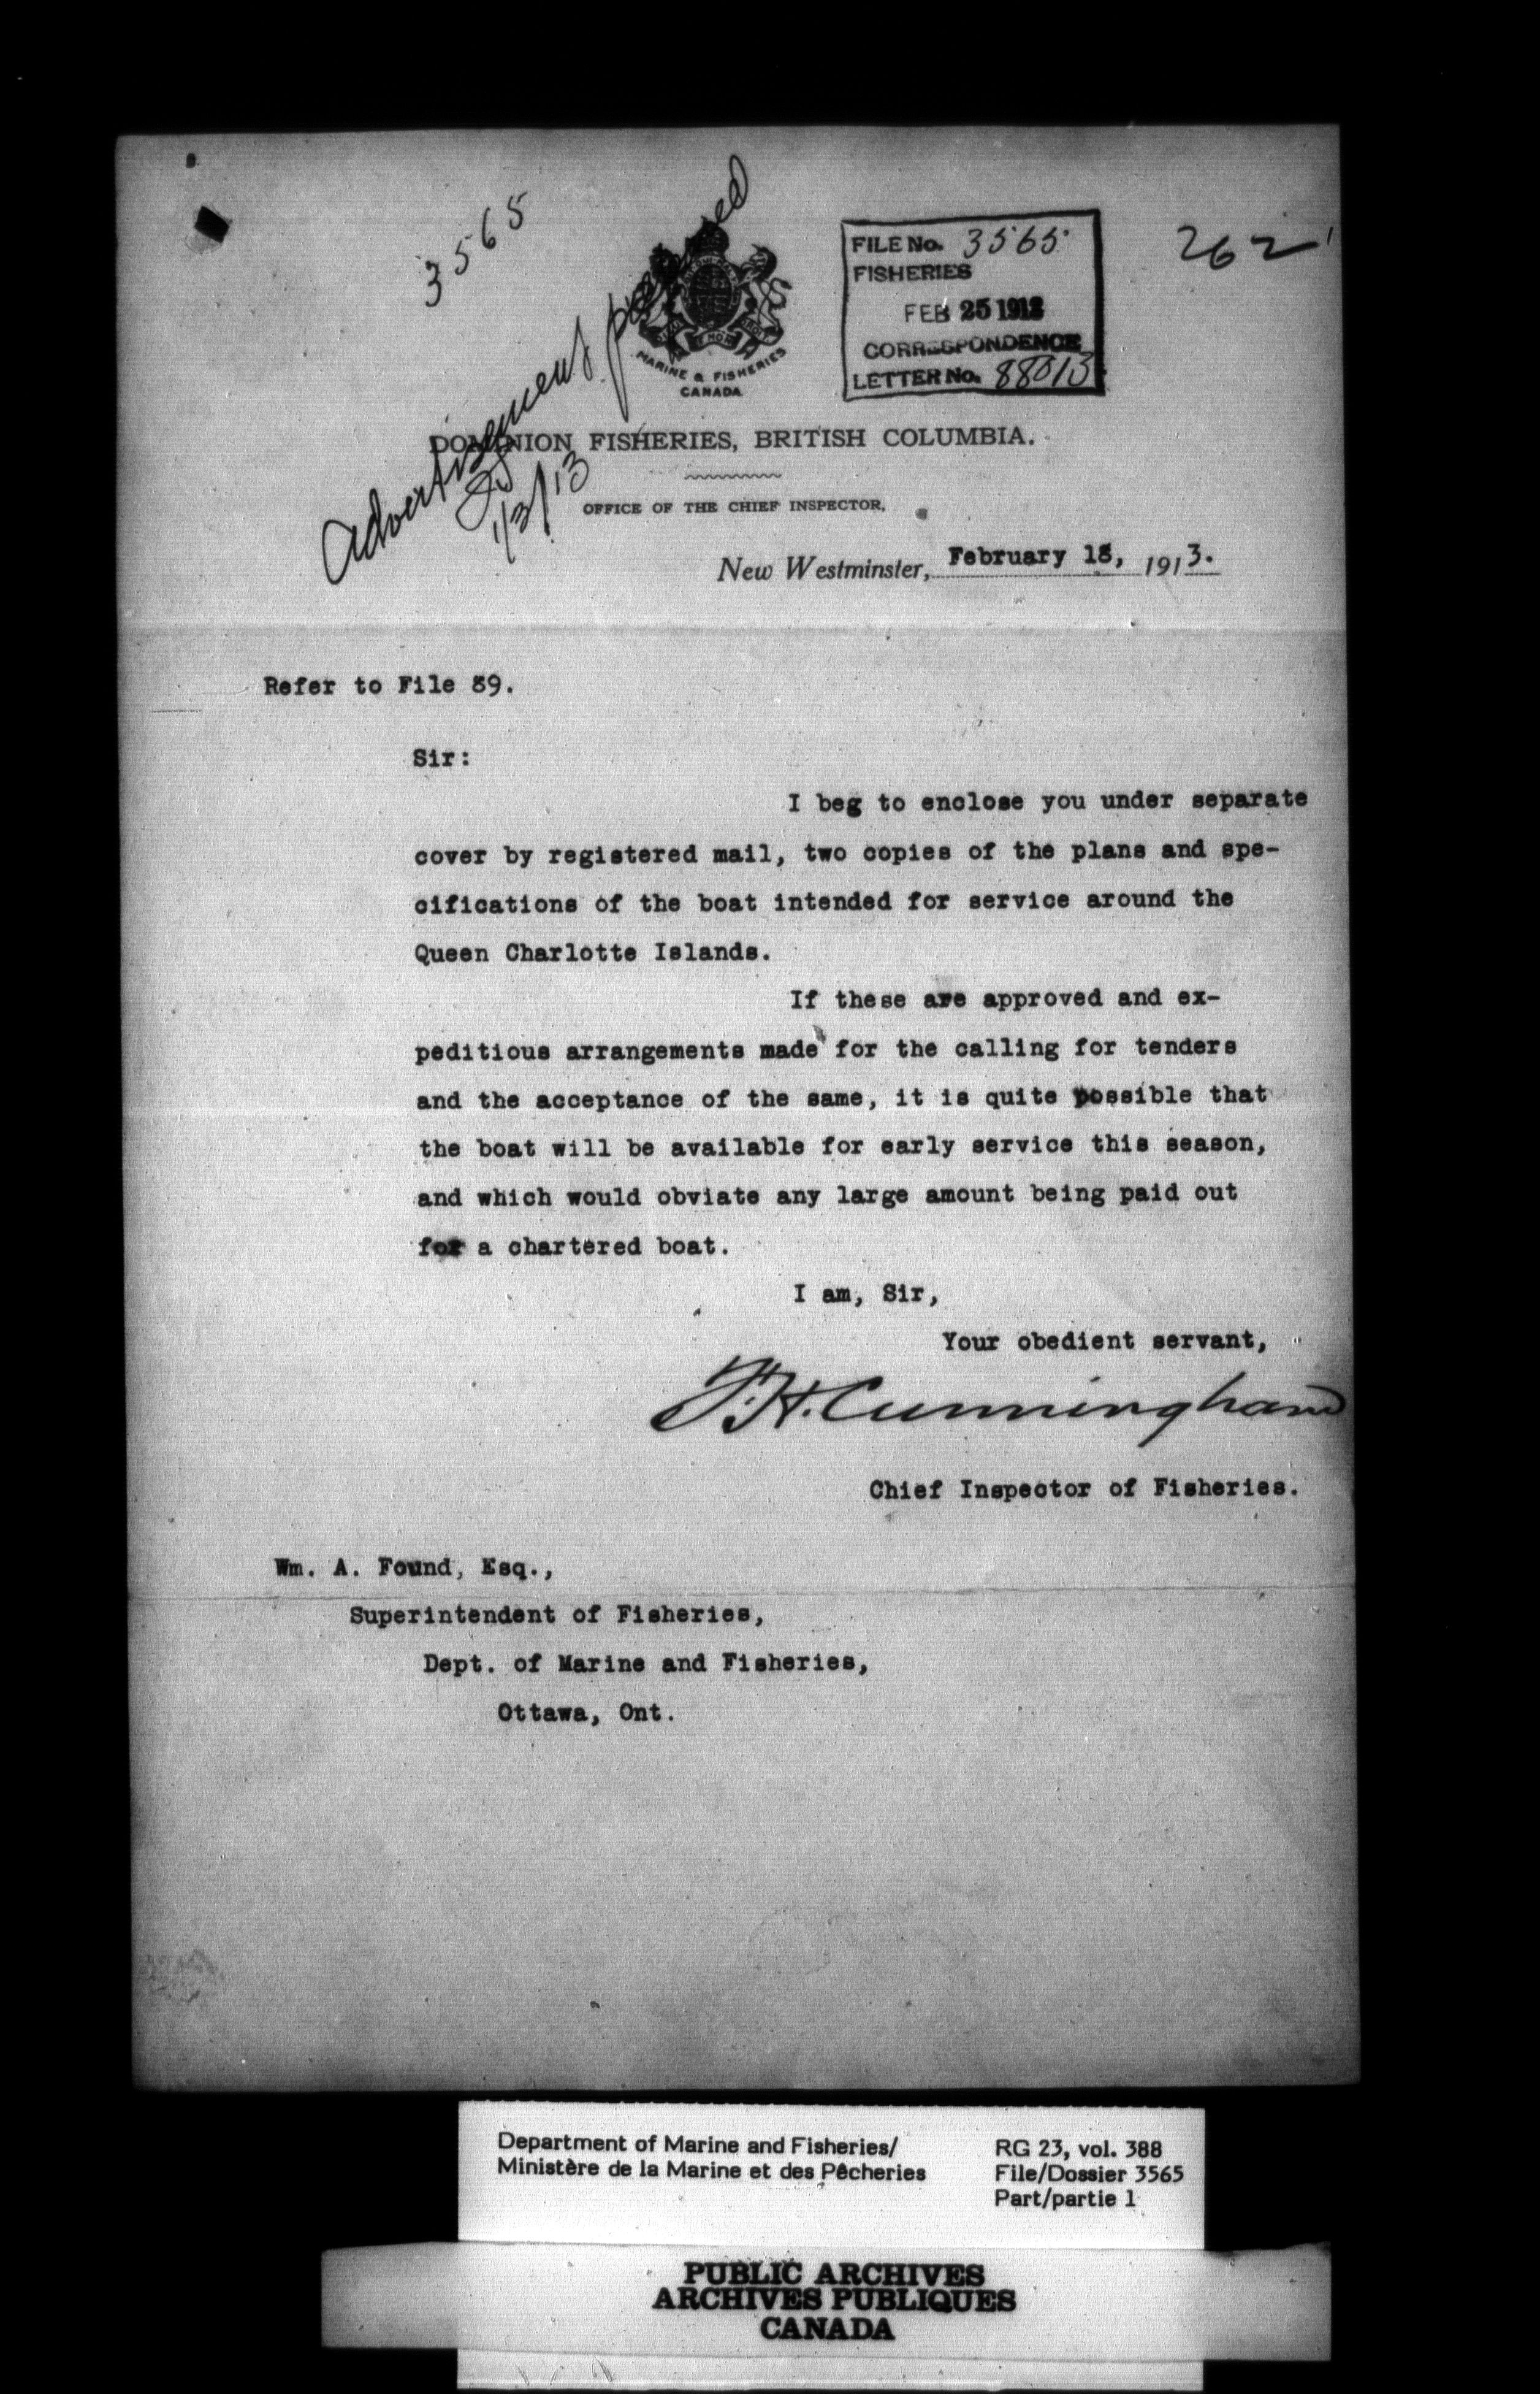 3565
262
FILE No. 3565
FISHERIES
FEB 25 1913
CORRESPONDENCE
LETTER No. 88013
MARINE & FISHERIES
CANADA
Advertisement
1/3/13
DOMINION FISHERIES, BRITISH COLUMBIA.
OFFICE OF THE CHIEF INSPECTOR.
New Westminster, February 18, 1913.
Refer to File 89.
Sir:
I beg to enclose you under separate
cover by registered mail, two copies of the plans and spe-
cifications of the boat intended for service around the
Queen Charlotte Islands.
If these are approved and ex-
peditious arrangements made for the calling for tenders
and the acceptance of the same, it is quite possible that
the boat will be available for early service this season,
and which would obviate any large amount being paid out
for a chartered boat.
I am, Sir,
Your obedient servant,
F.H. Cunningham
Chief Inspector of Fisheries.
Wm. A. Found, Esq.,
Superintendent of Fisheries,
Dept. of Marine and Fisheries,
Ottawa, Ont.
Department of Marine and Fisheries/
Ministère de la Marine et des Pêcheries
RG 23, vol. 388
File/Dossier 3565
Part/partie 1
PUBLIC ARCHIVES
ARCHIVES PUBLIQUES
CANADA